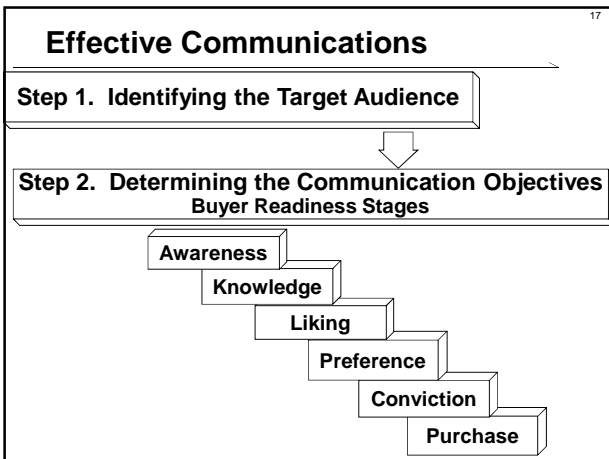 17
Effective Communications
Step 1. Identifying the Target Audience
Step 2. Determining the Communication Objectives
Buyer Readiness Stages
Awareness
Knowledge
Liking
Preference
Conviction
Purchase